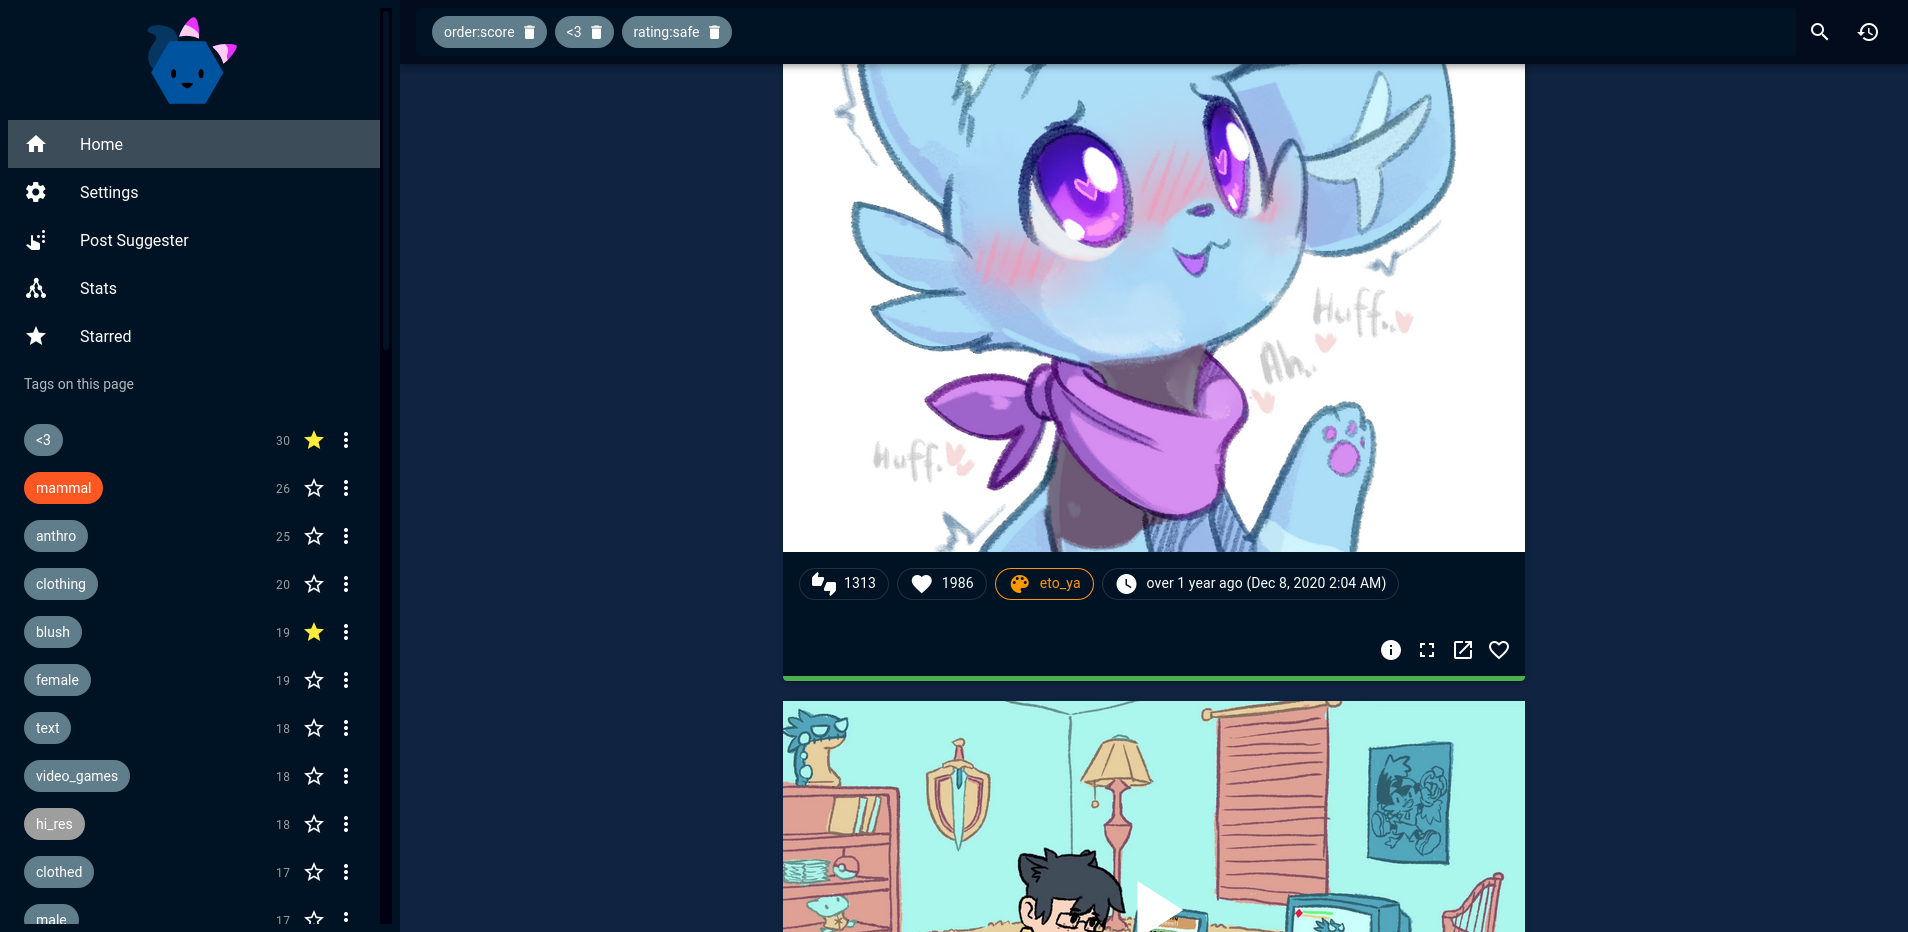 order:score
<3
rating:safe
Home
Settings
Post Suggester
Stats
Starred
Tags on this page
<3 30
mammal 26
anthro 25
clothing 20
blush 19
female 19
text 18
video_games 18
hi_res 18
clothed 17
male 17
Huff..
Ah.
Huff.
1313
1986
eto_ya
over 1 year ago (Dec 8, 2020 2:04 AM)